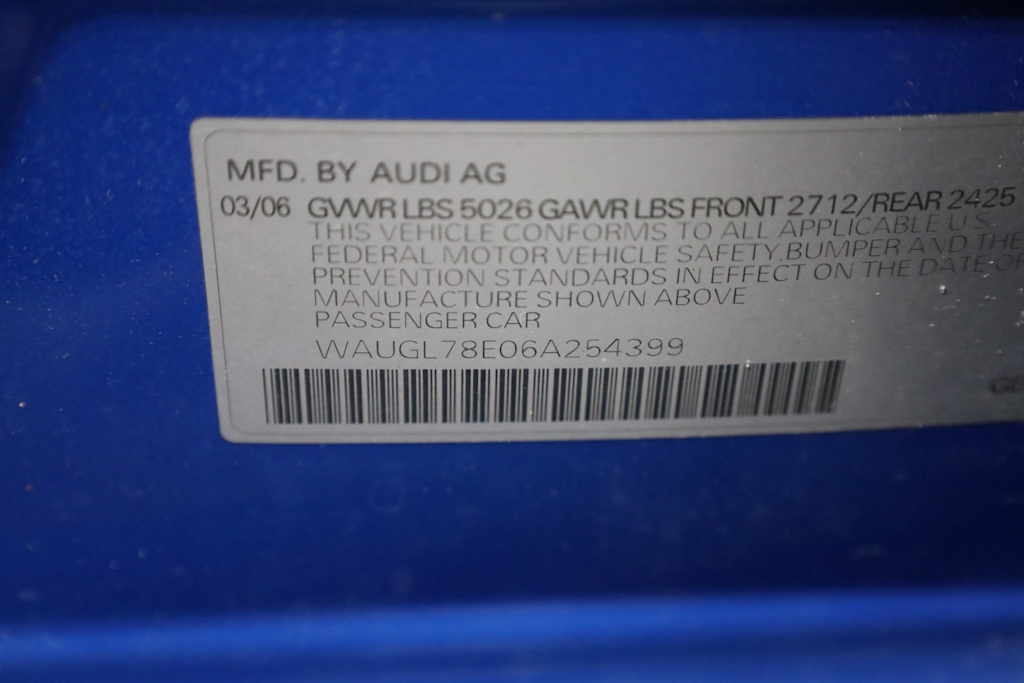 MFD. BY AUDI AG
03/06 GVWR LBS 5026 GAWR LBS FRONT 2712/REAR 2425
THIS VEHICLE CONFORMS TO ALL APPLICABLE U.S.
FEDERAL MOTOR VEHICLE SAFETY, BUMPER AND THE
PREVENTION STANDARDS IN EFFECT ON THE DATE OF
MANUFACTURE SHOWN ABOVE
PASSENGER CAR
WAUGL78E06A254399